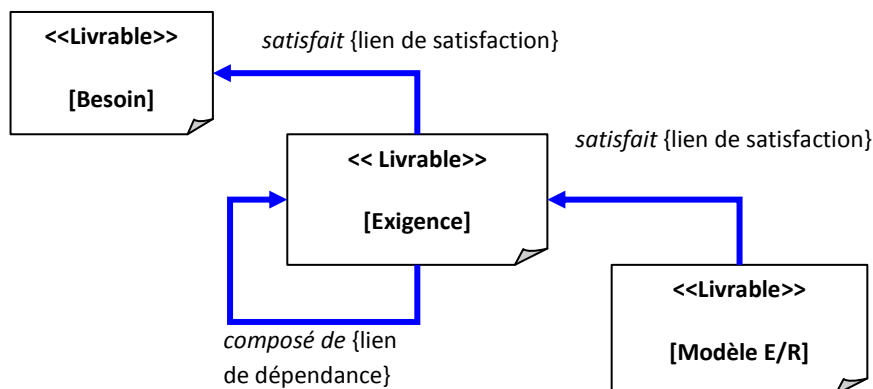 <<Livrable>>
[Besoin]
satisfait {lien de satisfaction}
<< Livrable>>
[Exigence]
satisfait {lien de satisfaction}
composé de {lien
de dépendance}
<<Livrable>>
[Modèle E/R]